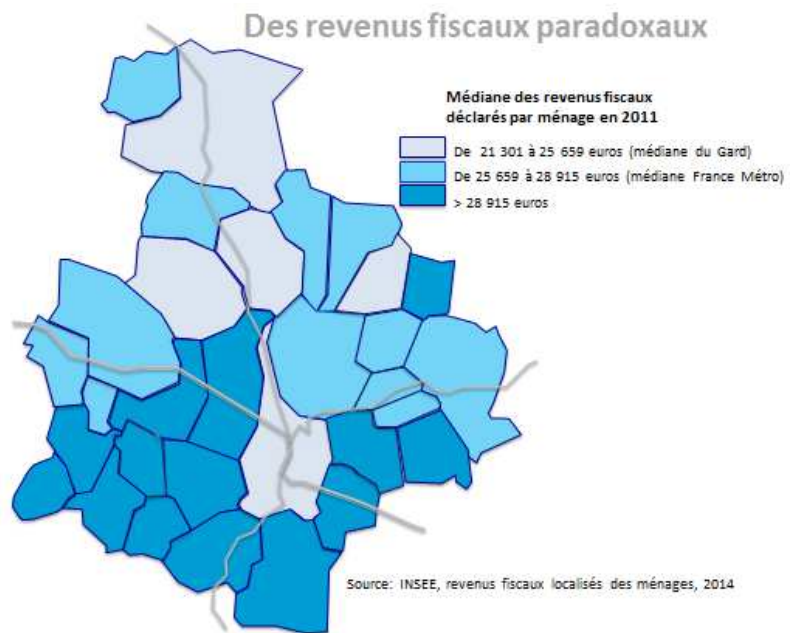 Des revenus fiscaux paradoxaux
Médiane des revenus fiscaux
déclarés par ménage en 2011
De 21 301 à 25 659 euros (médiane du Gard)
De 25 659 à 28 915 euros (médiane France Métro)
> 28 915 euros
Source: INSEE, revenus fiscaux localisés des ménages, 2014